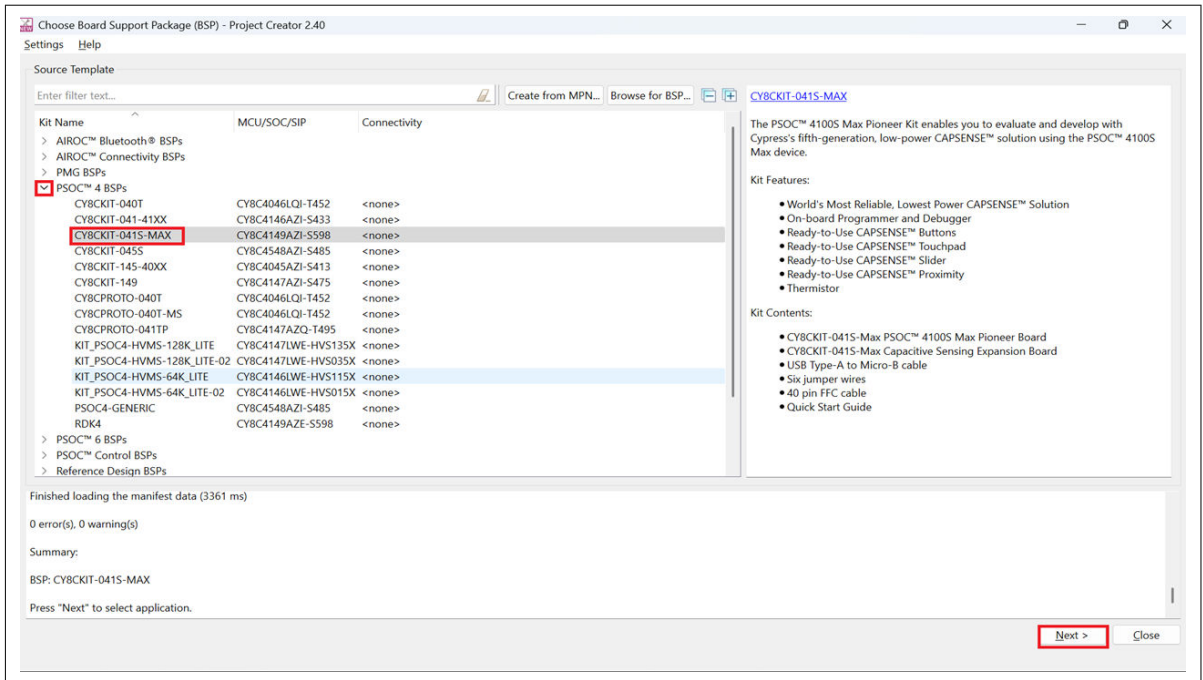 Choose Board Support Package (BSP) - Project Creator 2.40
Settings Help
Source Template
Enter filter text...
Create from MPN... Browse for BSP...
Kit Name MCU/SOC/SIP Connectivity
AIROC™ Bluetooth® BSPs
AIROC™ Connectivity BSPs
PMG BSPs
PSOC™ 4 BSPs
CY8CKIT-040T CY8C4046LQI-T452 <none>
CY8CKIT-041-41XX CY8C4146AZI-S433 <none>
CY8CKIT-041S-MAX CY8C4149AZI-S598 <none>
CY8CKIT-045S CY8C4548AZI-S485 <none>
CY8CKIT-145-40XX CY8C4045AZI-S413 <none>
CY8CKIT-149 CY8C4147AZI-S475 <none>
CY8CPROTO-040T CY8C4046LQI-T452 <none>
CY8CPROTO-040T-MS CY8C4046LQI-T452 <none>
CY8CPROTO-041TP CY8C4147AZQ-T495 <none>
KIT_PSOC4-HVMS-128K_LITE CY8C4147LWE-HVS135X <none>
KIT_PSOC4-HVMS-128K_LITE-02 CY8C4147LWE-HVS035X <none>
KIT_PSOC4-HVMS-64K_LITE CY8C4146LWE-HVS115X <none>
KIT_PSOC4-HVMS-64K_LITE-02 CY8C4146LWE-HVS015X <none>
PSOC4-GENERIC CY8C4548AZI-S485 <none>
RDK4 CY8C4149AZE-S598 <none>
PSOC™ 6 BSPs
PSOC™ Control BSPs
Reference Design BSPs
CY8CKIT-041S-MAX
The PSOC™ 4100S Max Pioneer Kit enables you to evaluate and develop with
Cypress's fifth-generation, low-power CAPSENSE™ solution using the PSOC™ 4100S
Max device.
Kit Features:
• World's Most Reliable, Lowest Power CAPSENSE™ Solution
• On-board Programmer and Debugger
• Ready-to-Use CAPSENSE™ Buttons
• Ready-to-Use CAPSENSE™ Touchpad
• Ready-to-Use CAPSENSE™ Slider
• Ready-to-Use CAPSENSE™ Proximity
• Thermistor
Kit Contents:
• CY8CKIT-041S-Max PSOC™ 4100S Max Pioneer Board
• CY8CKIT-041S-Max Capacitive Sensing Expansion Board
• USB Type-A to Micro-B cable
• Six jumper wires
• 40 pin FFC cable
• Quick Start Guide
Finished loading the manifest data (3361 ms)
0 error(s), 0 warning(s)
Summary:
BSP: CY8CKIT-041S-MAX
Press "Next" to select application.
Next > Close